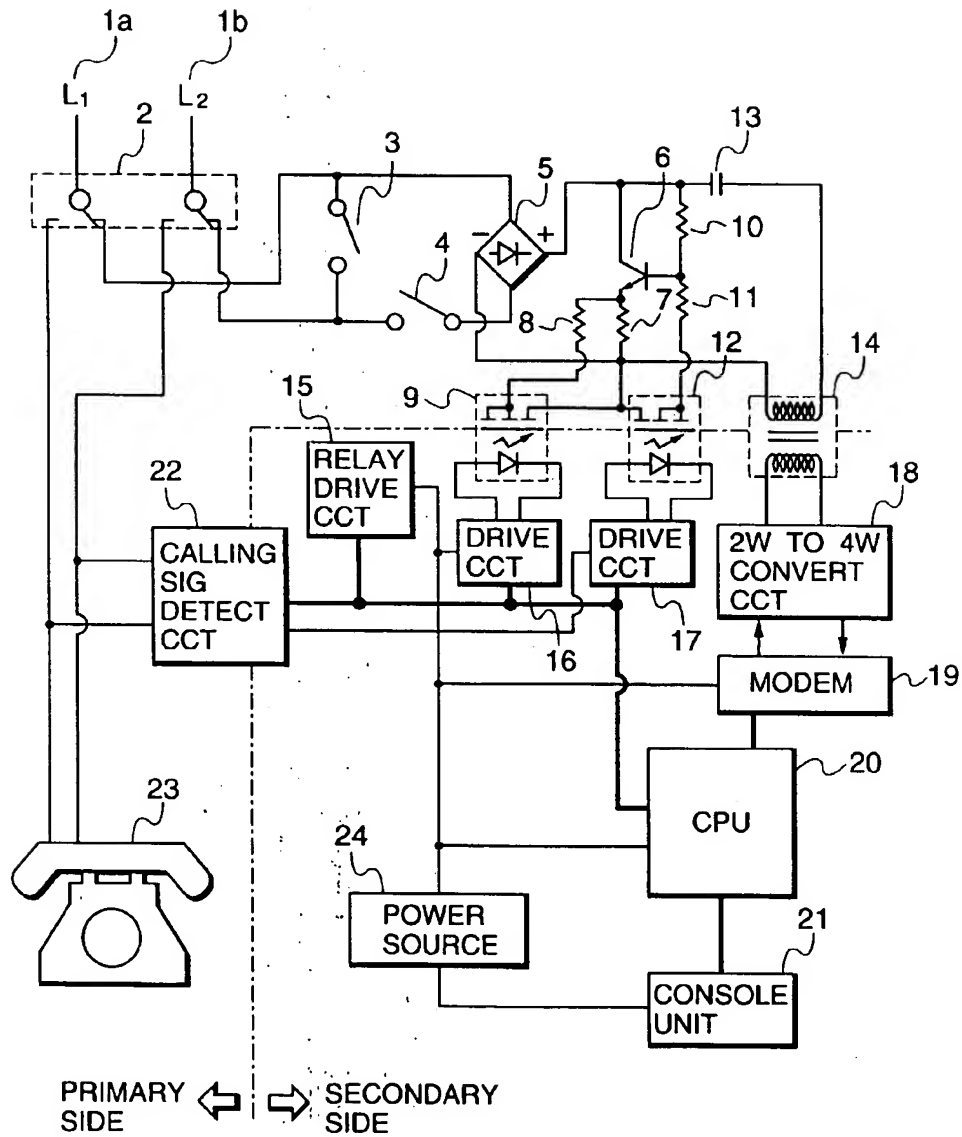 1a
1b
L1
L2
2
3
4
5
6
13
10
-
+
8
7
11
12
9
14
15
22
18
RELAY
DRIVE
CCT
CALLING
SIG
DETECT
CCT
DRIVE
CCT
DRIVE
CCT
2W TO 4W
CONVERT
CCT
16
17
MODEM
19
20
CPU
23
24
POWER
SOURCE
21
CONSOLE
UNIT
PRIMARY
SIDE
SECONDARY
SIDE